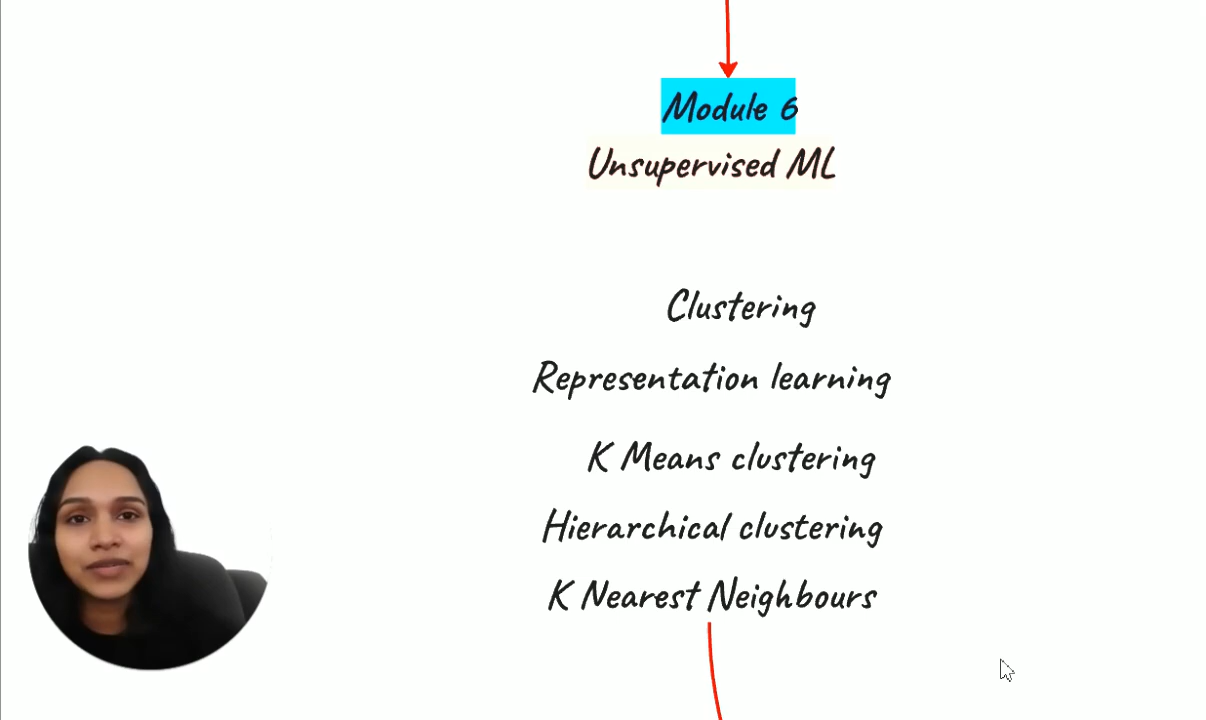 Module 6
Unsupervised ML
Clustering
Representation learning
K Means clustering
Hierarchical clustering
K Nearest Neighbours